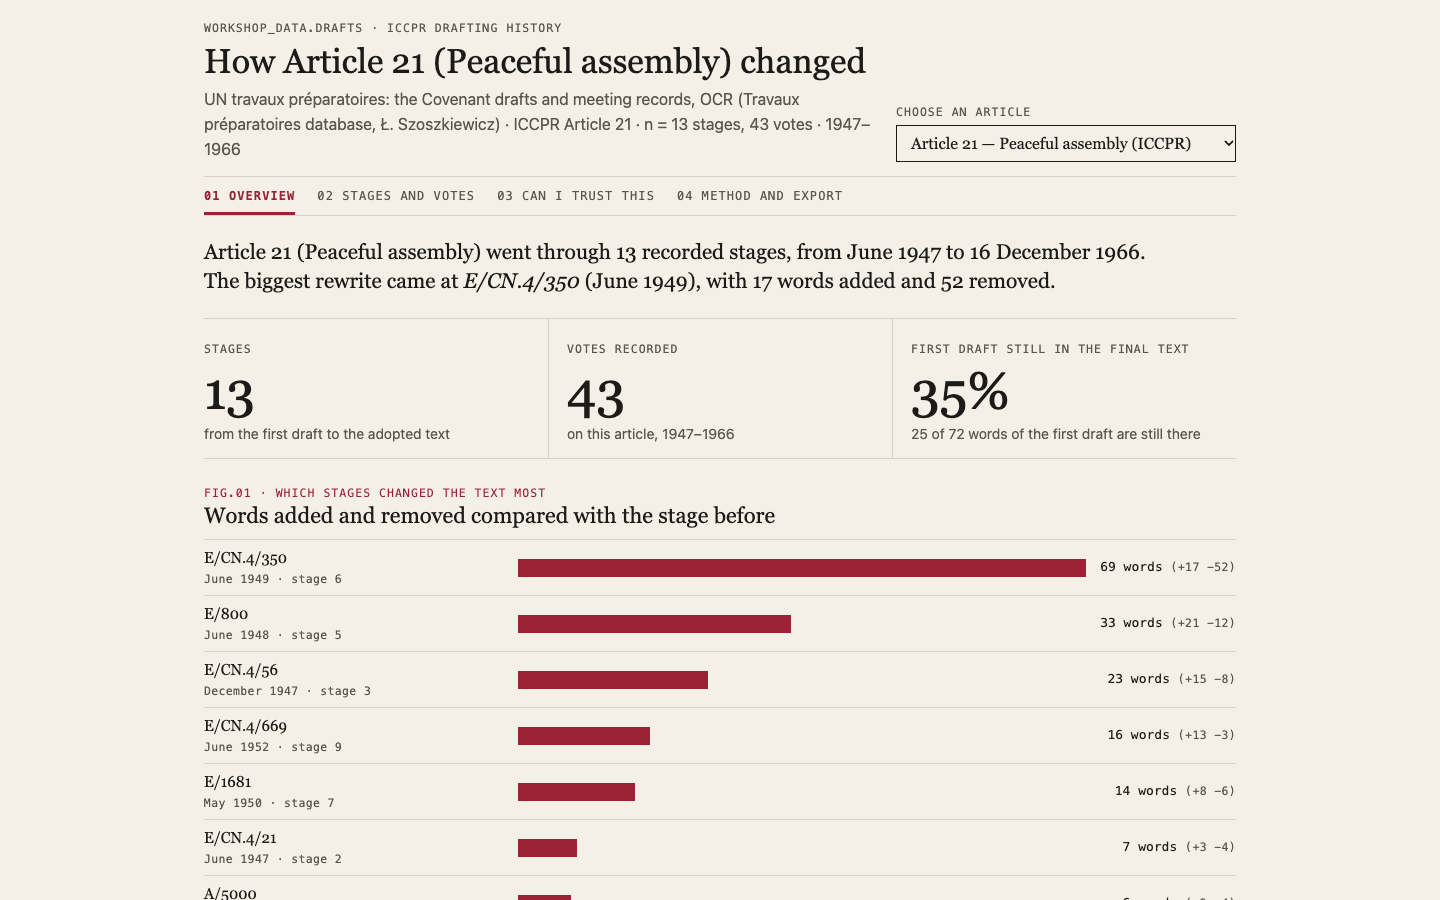 WORKSHOP_DATA.DRAFTS · ICCPR DRAFTING HISTORY
How Article 21 (Peaceful assembly) changed
UN travaux préparatoires: the Covenant drafts and meeting records, OCR (Travaux
préparatoires database, Ł. Szoszkiewicz) · ICCPR Article 21 · n = 13 stages, 43 votes · 1947–
1966
CHOOSE AN ARTICLE
Article 21 — Peaceful assembly (ICCPR)
01 OVERVIEW 02 STAGES AND VOTES 03 CAN I TRUST THIS 04 METHOD AND EXPORT
Article 21 (Peaceful assembly) went through 13 recorded stages, from June 1947 to 16 December 1966.
The biggest rewrite came at E/CN.4/350 (June 1949), with 17 words added and 52 removed.
STAGES
13
from the first draft to the adopted text
VOTES RECORDED
43
on this article, 1947–1966
FIRST DRAFT STILL IN THE FINAL TEXT
35%
25 of 72 words of the first draft are still there
FIG.01 · WHICH STAGES CHANGED THE TEXT MOST
Words added and removed compared with the stage before
E/CN.4/350
June 1949 · stage 6
69 words (+17 −52)
E/800
June 1948 · stage 5
33 words (+21 −12)
E/CN.4/56
December 1947 · stage 3
23 words (+15 −8)
E/CN.4/669
June 1952 · stage 9
16 words (+13 −3)
E/1681
May 1950 · stage 7
14 words (+8 −6)
E/CN.4/21
June 1947 · stage 2
7 words (+3 −4)
A/5000